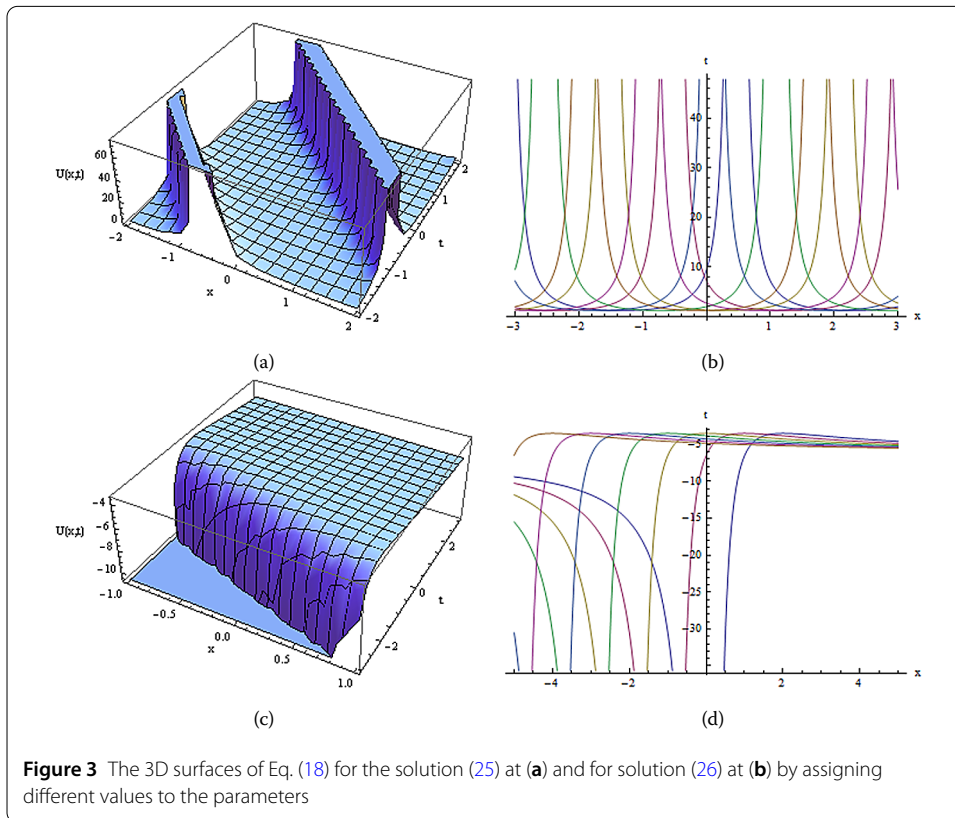 60
40
20
0
U(x,t)
-2
-1
0
1
2
x
-2
-1
0
1
2
t
(a)
t
40
30
20
10
-3
-2
-1
1
2
3
x
(b)
-4
-6
-8
-10
U(x,t)
-1.0
-0.5
0.0
0.5
1.0
x
-2
0
2
t
(c)
t
-5
-10
-15
-20
-25
-30
-4
-2
2
4
x
(d)
Figure 3 The 3D surfaces of Eq. (18) for the solution (25) at (a) and for solution (26) at (b) by assigning
different values to the parameters